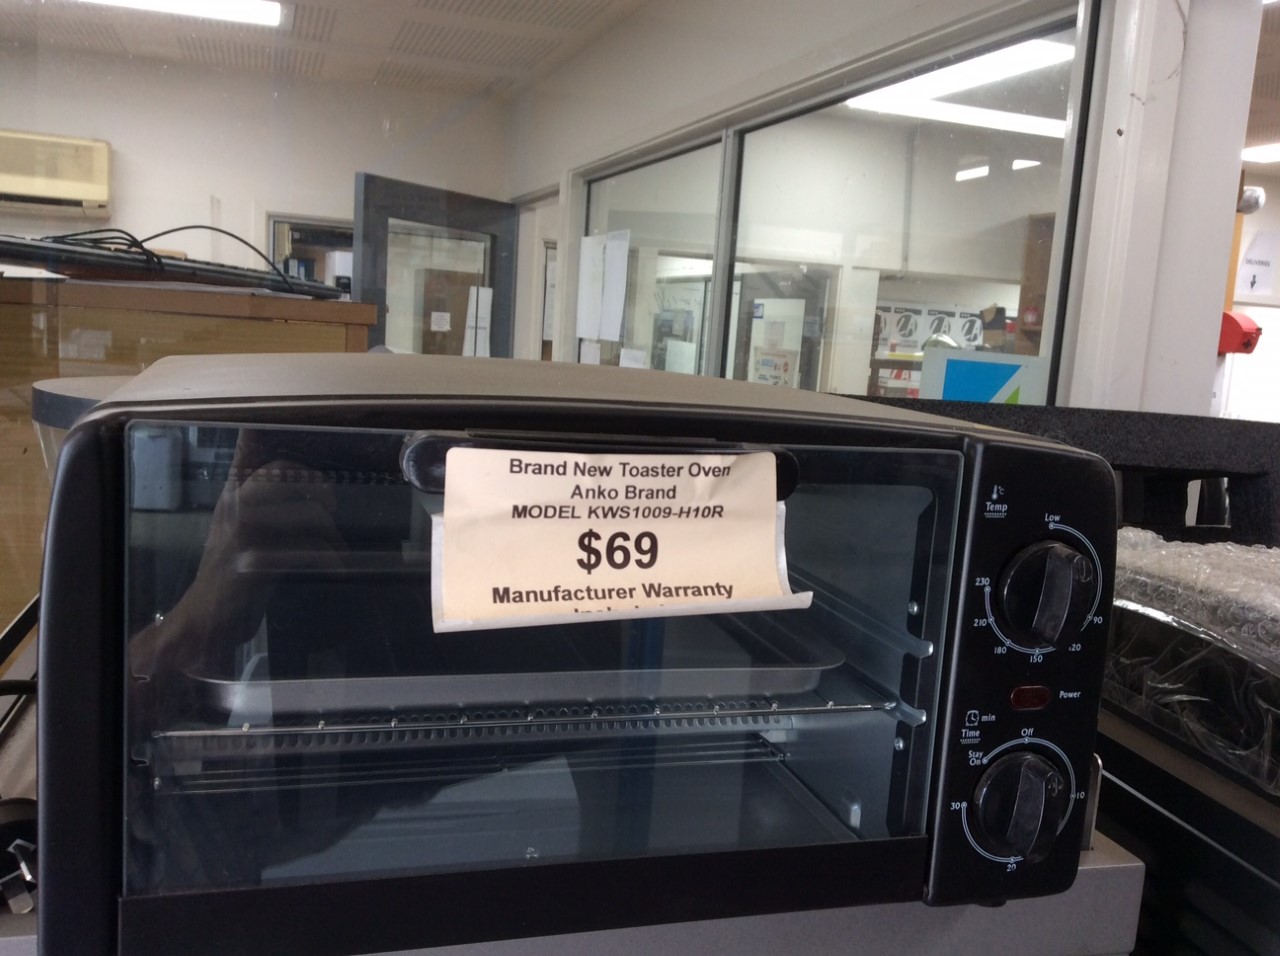 Brand New Toaster Oven
Anko Brand
MODEL KWS1009-H10R
$69
Manufacturer Warranty
°C
Temp
Low
90
120
150
180
210
230
Power
min
Time
Off
Stay
On
10
20
30